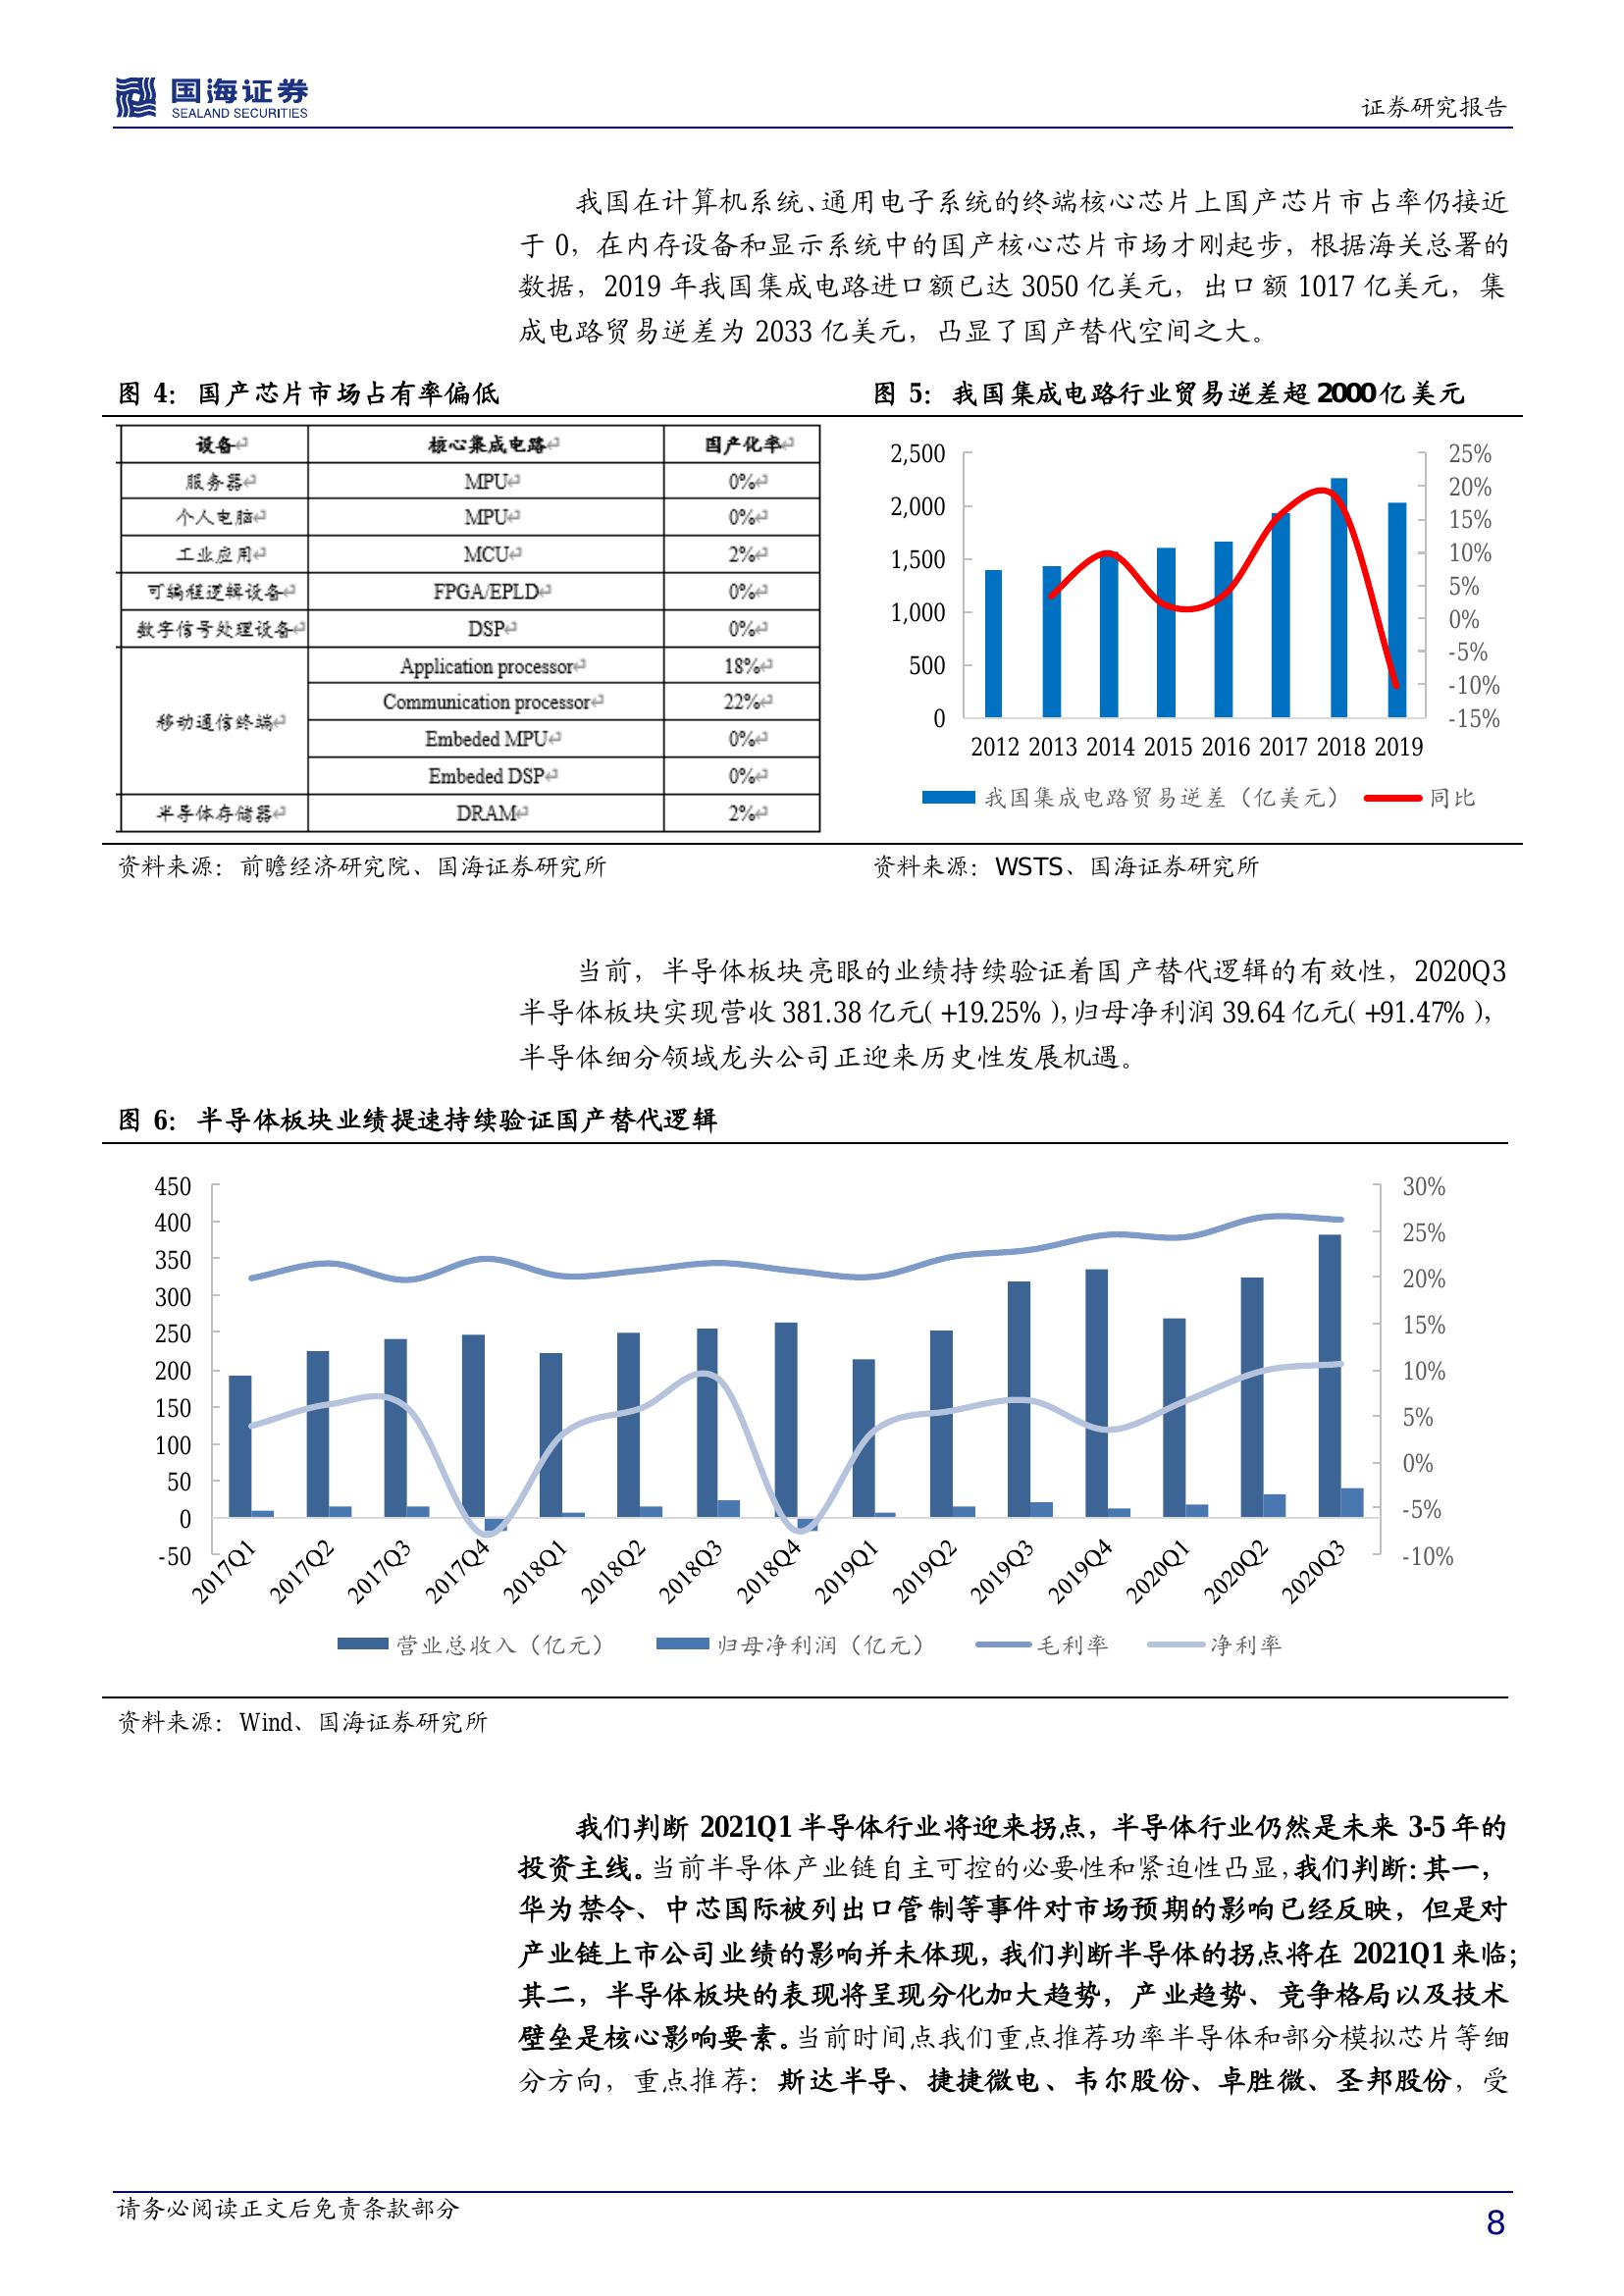 国海证券
SEALAND SECURITIES
证券研究报告
我国在计算机系统、通用电子系统的终端核心芯片上国产芯片市占率仍接近
于 0，在内存设备和显示系统中的国产核心芯片市场才刚起步，根据海关总署的
数据，2019 年我国集成电路进口额已达 3050 亿美元，出口额 1017 亿美元，集
成电路贸易逆差为 2033 亿美元，凸显了国产替代空间之大。
图 4：国产芯片市场占有率偏低
设备 核心集成电路 国产化率
服务器 MPU 0%
个人电脑 MPU 0%
工业应用 MCU 2%
可编程逻辑设备 FPGA/EPLD 0%
数字信号处理设备 DSP 0%
移动通信终端 Application processor 18%
Communication processor 22%
Embeded MPU 0%
Embeded DSP 0%
半导体存储器 DRAM 2%
资料来源：前瞻经济研究院、国海证券研究所
图 5：我国集成电路行业贸易逆差超 2000 亿美元
2,500 25%
20%
2,000 15%
1,500 10%
5%
1,000 0%
500 -5%
-10%
0 -15%
2012 2013 2014 2015 2016 2017 2018 2019
我国集成电路贸易逆差（亿美元） 同比
资料来源：WSTS、国海证券研究所
当前，半导体板块亮眼的业绩持续验证着国产替代逻辑的有效性，2020Q3
半导体板块实现营收 381.38 亿元( +19.25% ),归母净利润 39.64 亿元( +91.47% ),
半导体细分领域龙头公司正迎来历史性发展机遇。
图 6：半导体板块业绩提速持续验证国产替代逻辑
450 30%
400 25%
350
300 20%
250 15%
200 10%
150 5%
100 0%
50
0 -5%
-50 -10%
2017Q1 2017Q2 2017Q3 2017Q4 2018Q1 2018Q2 2018Q3 2018Q4 2019Q1 2019Q2 2019Q3 2019Q4 2020Q1 2020Q2 2020Q3
营业总收入（亿元） 归母净利润（亿元） 毛利率 净利率
资料来源：Wind、国海证券研究所
我们判断 2021Q1 半导体行业将迎来拐点，半导体行业仍然是未来 3-5 年的
投资主线。当前半导体产业链自主可控的必要性和紧迫性凸显，我们判断：其一，
华为禁令、中芯国际被列出口管制等事件对市场预期的影响已经反映，但是对
产业链上市公司业绩的影响并未体现，我们判断半导体的拐点将在 2021Q1 来临；
其二，半导体板块的表现将呈现分化加大趋势，产业趋势、竞争格局以及技术
壁垒是核心影响要素。当前时间点我们重点推荐功率半导体和部分模拟芯片等细
分方向，重点推荐：斯达半导、捷捷微电、韦尔股份、卓胜微、圣邦股份，受
请务必阅读正文后免责条款部分
8